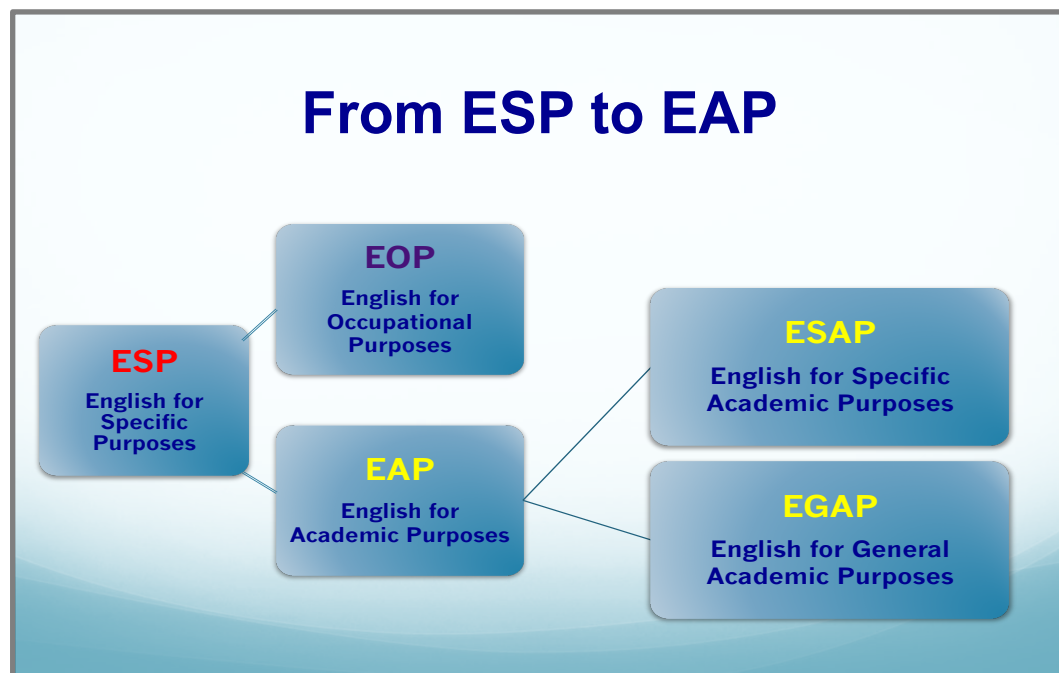 From ESP to EAP
EOP
English for
Occupational
Purposes
ESP
English for
Specific
Purposes
EAP
English for
Academic Purposes
ESAP
English for Specific
Academic Purposes
EGAP
English for General
Academic Purposes